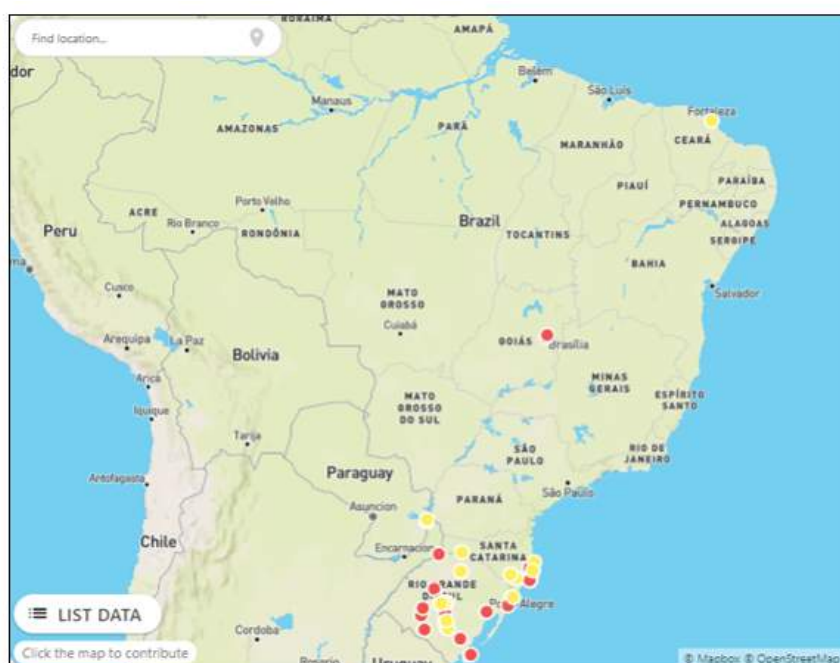 RORAIMA
AMAPÁ
Find location...
dor
Belém
São Luís
Manaus
Fortaleza
AMAZONAS
PARÁ
CEARÁ
MARANHÃO
PARAÍBA
PIAUÍ
PERNAMBUCO
Porto Velho
ACRE
Rio Branco
Brazil
ALAGOAS
Peru
RONDÔNIA
TOCANTINS
SERGIPE
BAHIA
Cusco
MATO
GROSSO
Salvador
Cuiabá
Arequipa
La Paz
GOIÁS
Brasília
Bolivia
Arica
MINAS
GERAIS
MATO
GROSSO
DO SUL
ESPÍRITO
SANTO
Iquique
Tarija
SÃO
PAULO
RIO DE
JANEIRO
Paraguay
Antofagasta
São Paulo
PARANÁ
Asuncion
Chile
Encarnacion
SANTA
CATARINA
RIO GRANDE
LIST DATA
Alegre
Cordoba
Click the map to contribute
Rosario
Uruguay
© Mapbox © OpenStreetMap